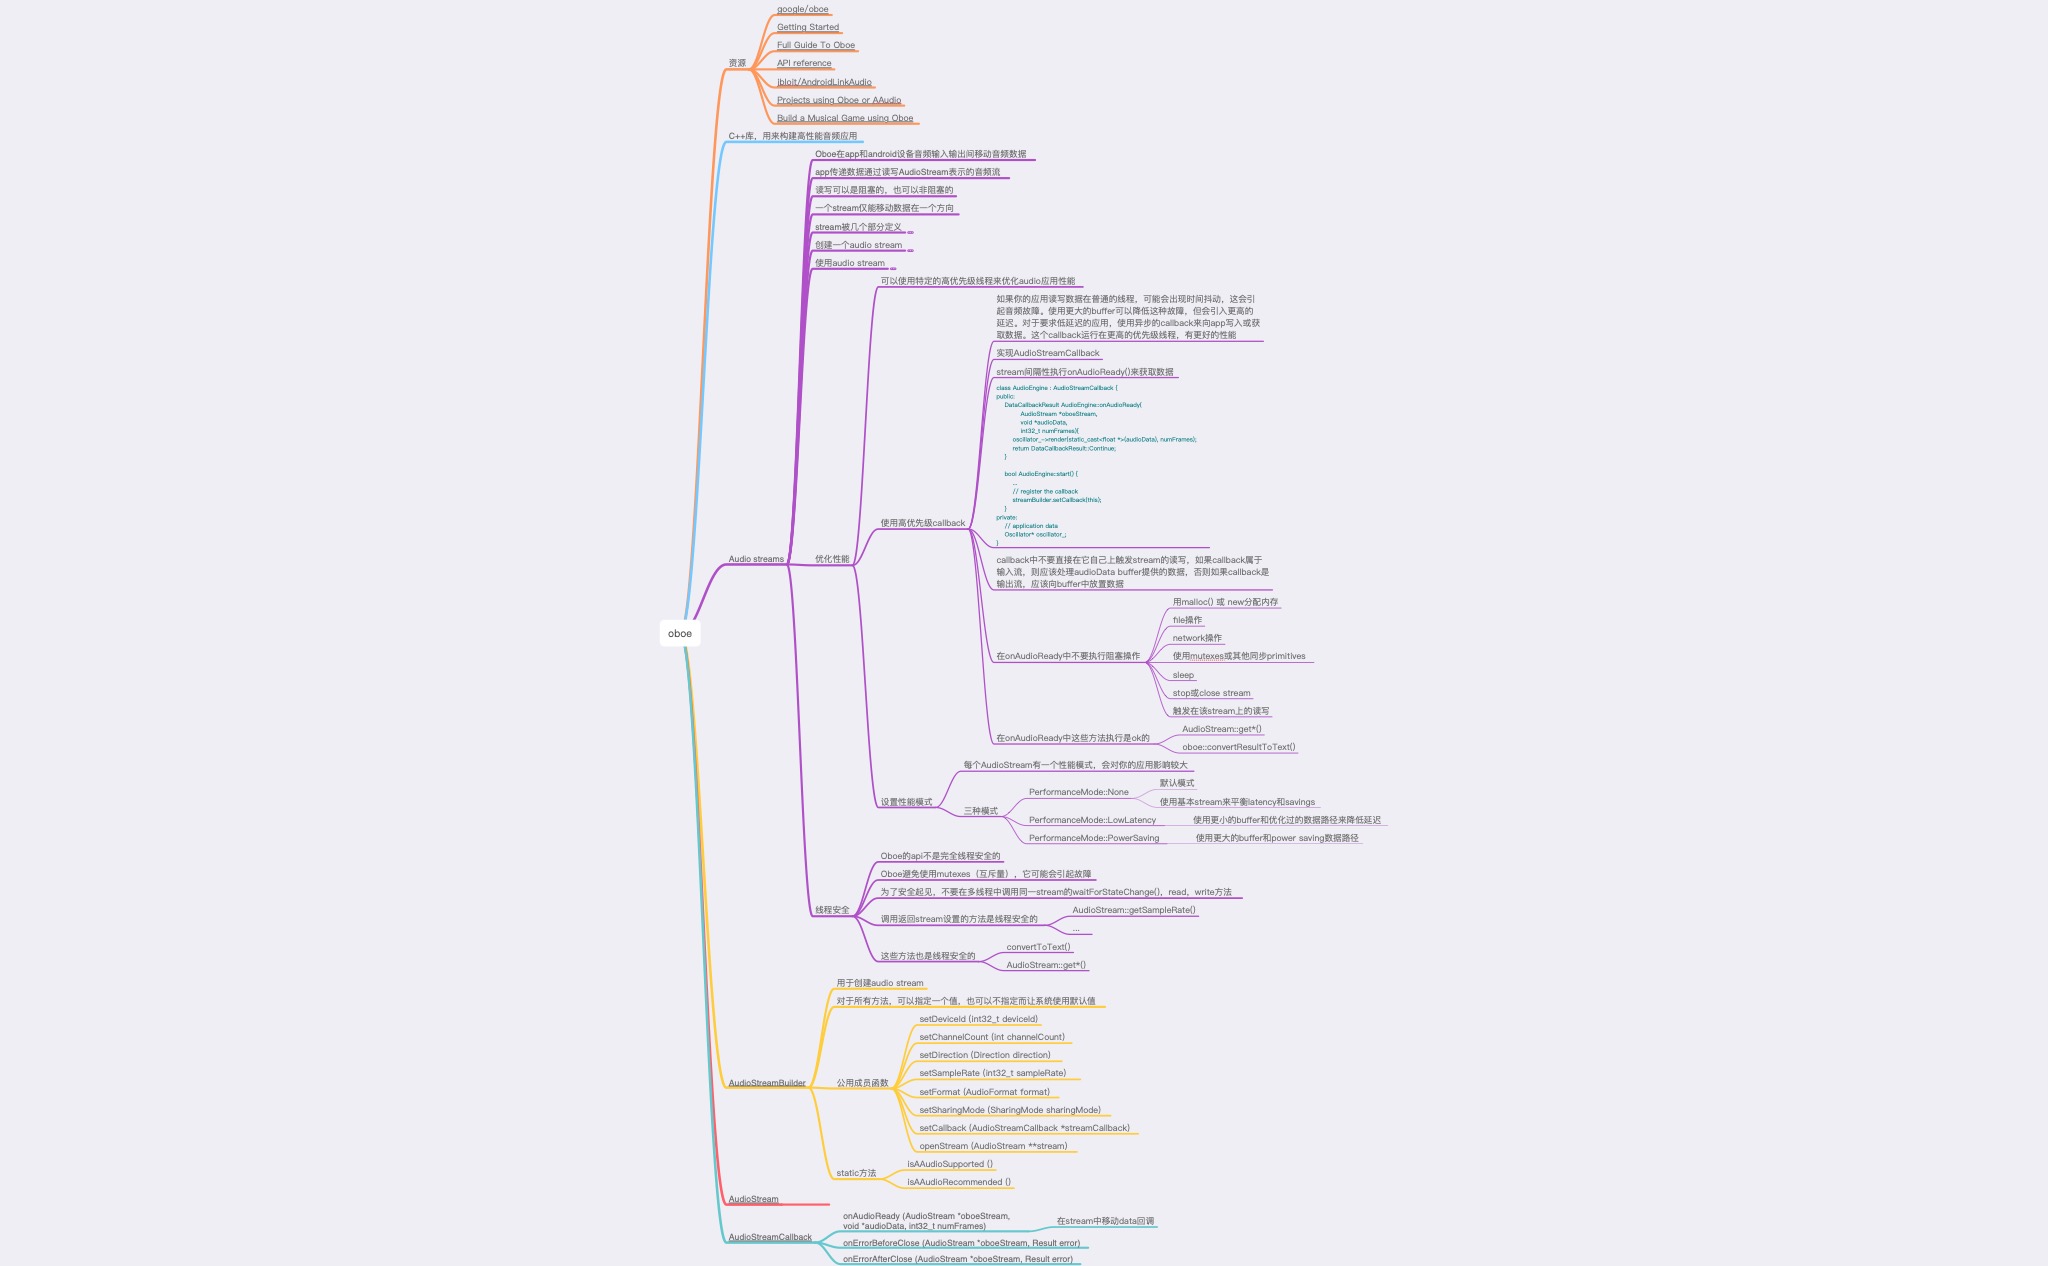 google/oboe
Getting Started
Full Guide To Oboe
资源
API reference
jbloit/AndroidLinkAudio
Projects using Oboe or AAudio
Build a Musical Game using Oboe
C++库，用来构建高性能音频应用
Oboe在app和android设备音频输入输出间移动音频数据
app传递数据通过读写AudioStream表示的音频流
读写可以是阻塞的，也可以非阻塞的
一个stream仅能移动数据在一个方向
stream被几个部分定义
创建一个audio stream
使用audio stream
可以使用特定的高优先级线程来优化audio应用性能
如果你的应用读写数据在普通的线程，可能会出现时间抖动，这会引
起音频故障。使用更大的buffer可以降低这种故障，但会引入更高的
延迟。对于要求低延迟的应用，使用异步的callback来向app写入或获
取数据。这个callback运行在更高的优先级线程，有更好的性能
实现AudioStreamCallback
stream间隔性执行onAudioReady()来获取数据
class AudioEngine : AudioStreamCallback {
public:
DataCallbackResult AudioEngine::onAudioReady(
AudioStream *oboeStream,
void *audioData,
int32_t numFrames){
oscillator_->render(static_cast<float *>(audioData), numFrames);
return DataCallbackResult::Continue;
}
bool AudioEngine::start() {
...
// register the callback
streamBuilder.setCallback(this);
}
private:
// application data
Oscillator* oscillator_;
}
使用高优先级callback
Audio streams
优化性能
callback中不要直接在它自己上触发stream的读写，如果callback属于
输入流，则应该处理audioData buffer提供的数据，否则如果callback是
输出流，应该向buffer中放置数据
用malloc() 或 new分配内存
file操作
oboe
network操作
在onAudioReady中不要执行阻塞操作
使用mutexes或其他同步primitives
sleep
stop或close stream
触发在该stream上的读写
在onAudioReady中这些方法执行是ok的
AudioStream::get*()
oboe::convertResultToText()
每个AudioStream有一个性能模式，会对你的应用影响较大
设置性能模式
三种模式
PerformanceMode::None
默认模式
使用基本stream来平衡latency和savings
PerformanceMode::LowLatency
使用更小的buffer和优化过的数据路径来降低延迟
PerformanceMode::PowerSaving
使用更大的buffer和power saving数据路径
Oboe的api不是完全线程安全的
Oboe避免使用mutexes（互斥量），它可能会引起故障
为了安全起见，不要在多线程中调用同一stream的waitForStateChange()，read，write方法
线程安全
调用返回stream设置的方法是线程安全的
AudioStream::getSampleRate()
...
这些方法也是线程安全的
convertToText()
AudioStream::get*()
用于创建audio stream
对于所有方法，可以指定一个值，也可以不指定而让系统使用默认值
setDeviceId (int32_t deviceId)
setChannelCount (int channelCount)
setDirection (Direction direction)
setSampleRate (int32_t sampleRate)
AudioStreamBuilder
公用成员函数
setFormat (AudioFormat format)
setSharingMode (SharingMode sharingMode)
setCallback (AudioStreamCallback *streamCallback)
openStream (AudioStream **stream)
static方法
isAAudioSupported ()
isAAudioRecommended ()
AudioStream
onAudioReady (AudioStream *oboeStream,
void *audioData, int32_t numFrames)
在stream中移动data回调
AudioStreamCallback
onErrorBeforeClose (AudioStream *oboeStream, Result error)
onErrorAfterClose (AudioStream *oboeStream, Result error)